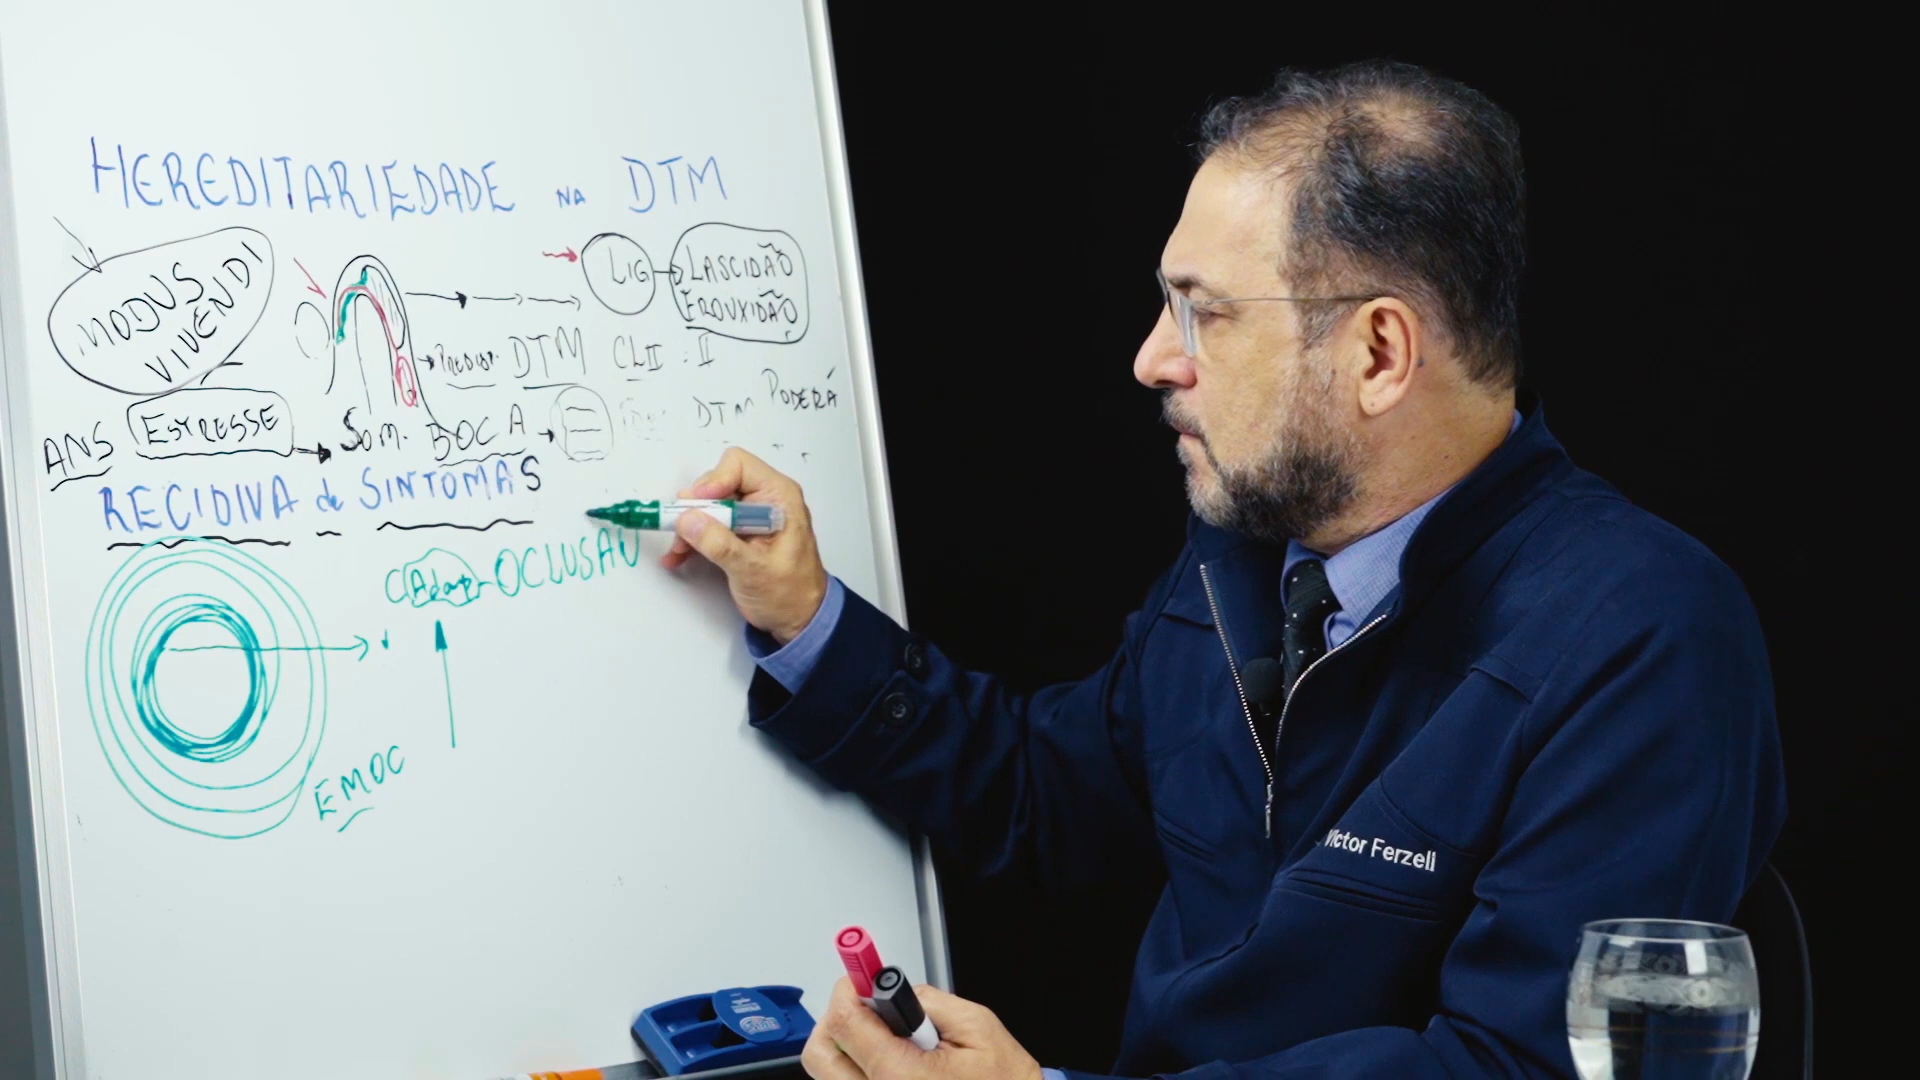 HEREDITARIEDADE NA DTM
MODUS
VIVENDI
LIG
LASCIDÃO
FROUXIDÃO
DTM CLII : II
ANS ESTRESSE SOM. BOCA DTM PODERÁ
RECIDIVA de SINTOMAS
OCLUSÃO
EMOC
Victor Ferzeli